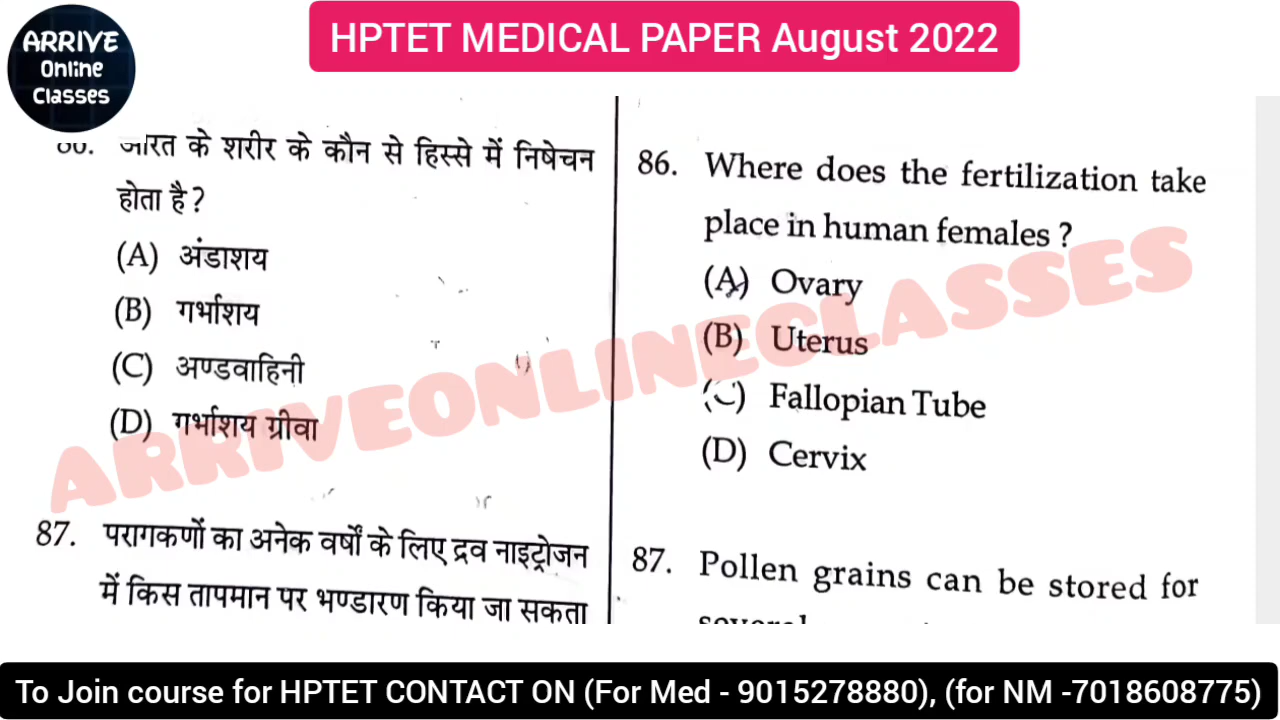 ARRIVE
Online
Classes
HPTET MEDICAL PAPER August 2022
के शरीर के कौन से हिस्से में निषेचन
होता है ?
(A) अंडाशय
(B) गर्भाशय
(C) अण्डवाहिनी
(D) गर्भाशय ग्रीवा
87. परागकणों का अनेक वर्षों के लिए द्रव नाइट्रोजन
में किस तापमान पर भण्डारण किया जा सकता
86. Where does the fertilization take
place in human females ?
(A) Ovary
(B) Uterus
(C) Fallopian Tube
(D) Cervix
87. Pollen grains can be stored for
ARRIVEONLINECLASSES
To Join course for HPTET CONTACT ON (For Med - 9015278880), (for NM -7018608775)